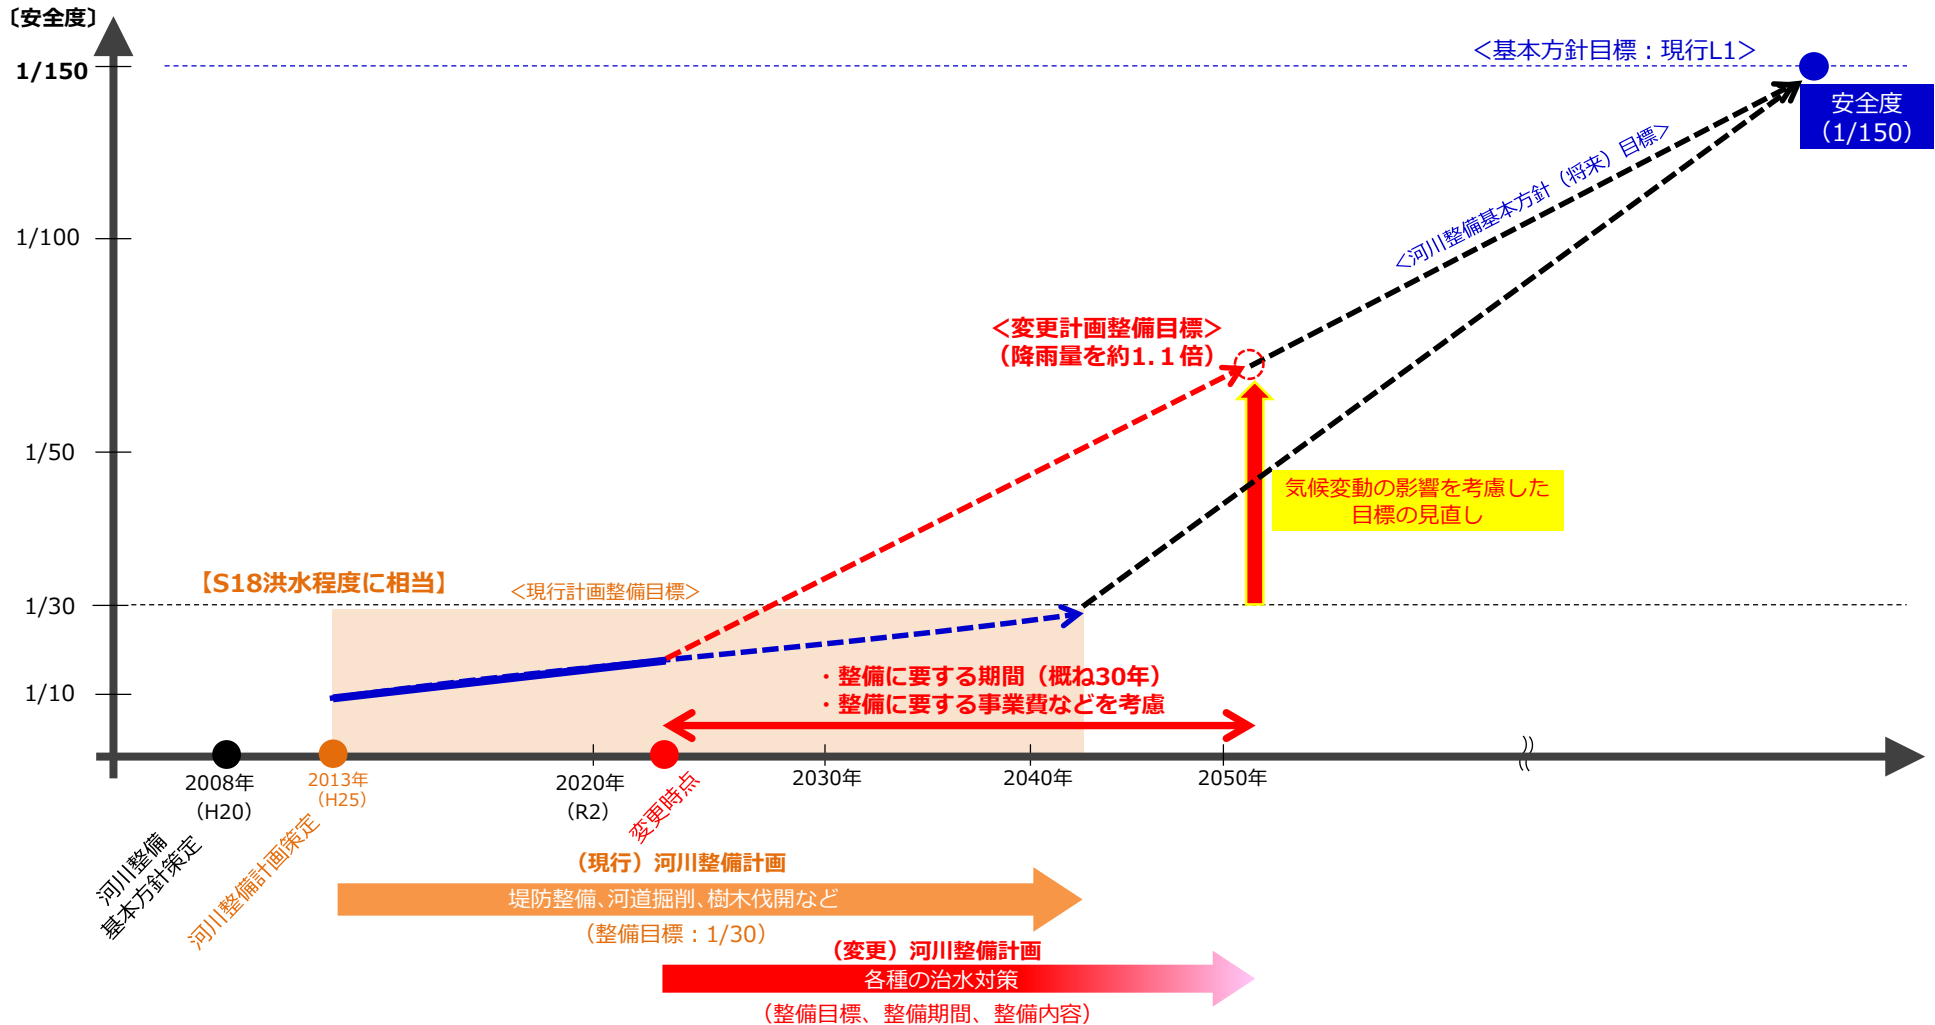 〔安全度〕
1/150
＜基本方針目標：現行L1＞
安全度
（1/150）
＜河川整備基本方針（将来）目標＞
1/100
＜変更計画整備目標＞
（降雨量を約1.１倍）
1/50
気候変動の影響を考慮した
目標の見直し
【S18洪水程度に相当】
＜現行計画整備目標＞
1/30
・整備に要する期間（概ね30年）
・整備に要する事業費などを考慮
1/10
2008年
（H20）
2013年
（H25）
2020年
（R2）
2030年
2040年
2050年
河川整備
基本方針策定
河川整備計画策定
変更時点
（現行）河川整備計画
堤防整備、河道掘削、樹木伐開など
（整備目標：1/30）
（変更）河川整備計画
各種の治水対策
（整備目標、整備期間、整備内容）